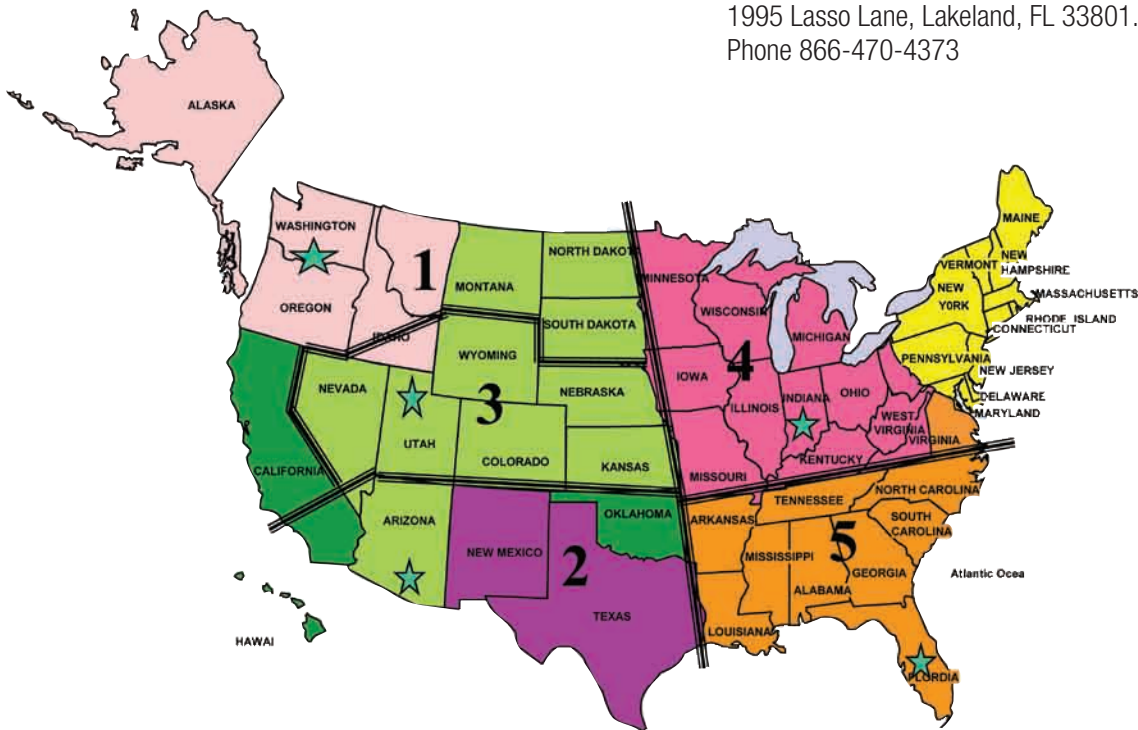 1995 Lasso Lane, Lakeland, FL 33801.
Phone 866-470-4373
ALASKA
WASHINGTON
OREGON
IDAHO
1
MONTANA
NORTH DAKOT
SOUTH DAKOTA
WYOMING
NEBRASKA
NEVADA
UTAH
3
COLORADO
KANSAS
CALIFORNIA
ARIZONA
NEW MEXICO
OKLAHOMA
2
TEXAS
HAWAI
MINNESOTA
WISCONSIN
MICHIGAN
4
IOWA
ILLINOIS
INDIANA
OHIO
WEST
VIRGINIA
VIRGINIA
MISSOURI
KENTUCKY
MAINE
VERMONT
NEW
HAMPSHIRE
NEW
YORK
MASSACHUSETTS
RHODE ISLAND
CONNECTICUT
PENNSYLVANIA
NEW JERSEY
DELAWARE
MARYLAND
TENNESSEE
NORTH CAROLINA
ARKANSAS
SOUTH
CAROLINA
5
MISSISSIPPI
GEORGIA
ALABAMA
LOUISIANA
FLORDIA
Atlantic Ocea